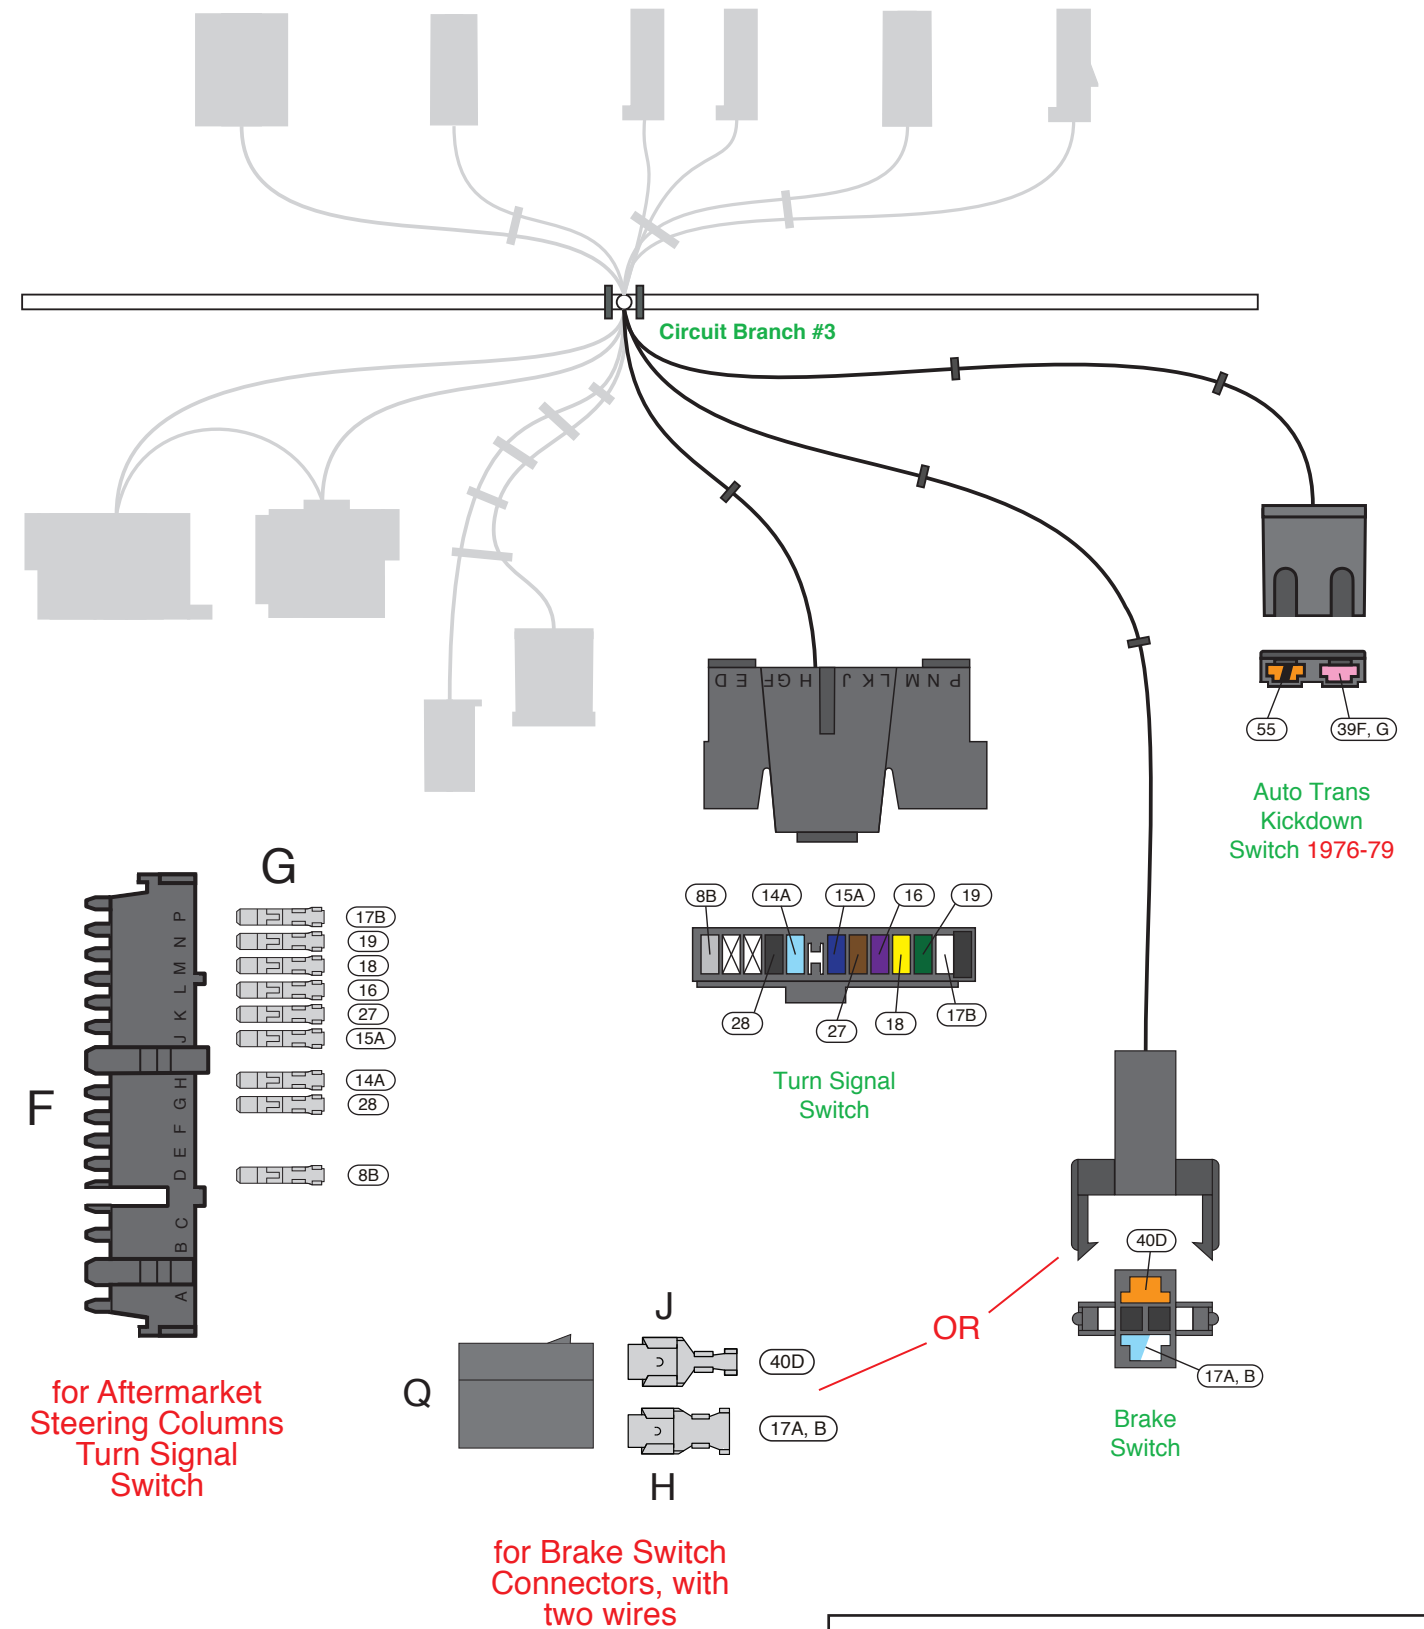 Circuit Branch #3
D E F G H J K L M N P
55
39F, G
Auto Trans
Kickdown
Switch 1976-79
8B
14A
15A
16
19
28
27
18
17B
Turn Signal
Switch
G
17B
19
18
16
27
15A
14A
28
8B
F
P
N
M
L
K
J
H
G
F
E
D
C
B
A
for Aftermarket
Steering Columns
Turn Signal
Switch
40D
17A, B
Brake
Switch
OR
J
40D
Q
17A, B
H
for Brake Switch
Connectors, with
two wires